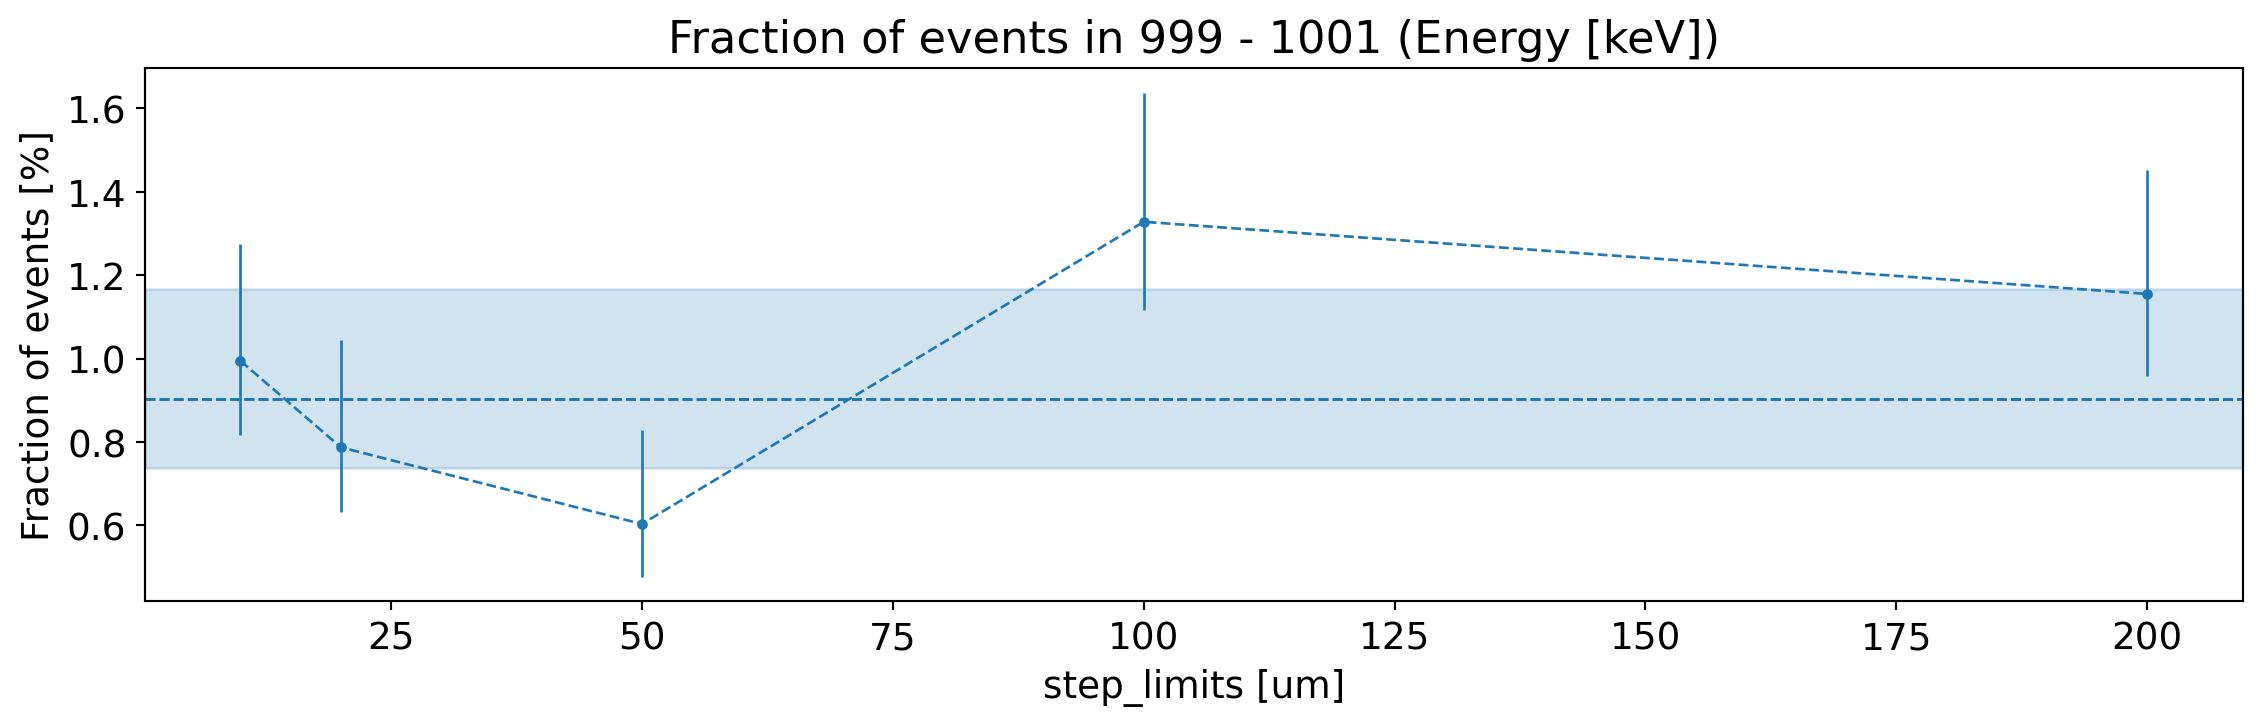 Fraction of events in 999 - 1001 (Energy [keV])
Fraction of events [%]
1.6
1.4
1.2
1.0
0.8
0.6
25 50 75 100 125 150 175 200
step_limits [um]